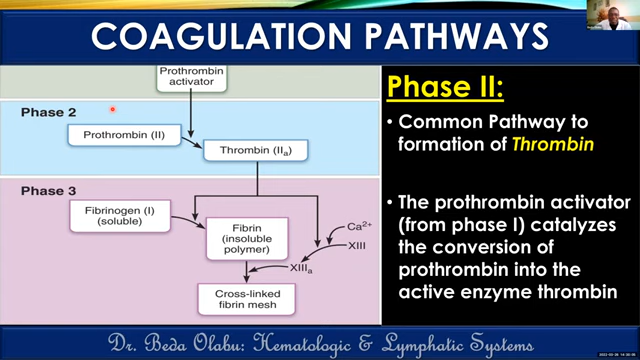 COAGULATION PATHWAYS
Prothrombin
activator
Phase 2
Prothrombin (II)
Thrombin (IIa)
Phase 3
Fibrinogen (I)
(soluble)
Fibrin
(insoluble
polymer)
Ca2+
XIII
XIIIa
Cross-linked
fibrin mesh
Phase II:
• Common Pathway to
formation of Thrombin
• The prothrombin activator
(from phase I) catalyzes
the conversion of
prothrombin into the
active enzyme thrombin
Dr. Beda Olabu: Hematologic & Lymphatic Systems